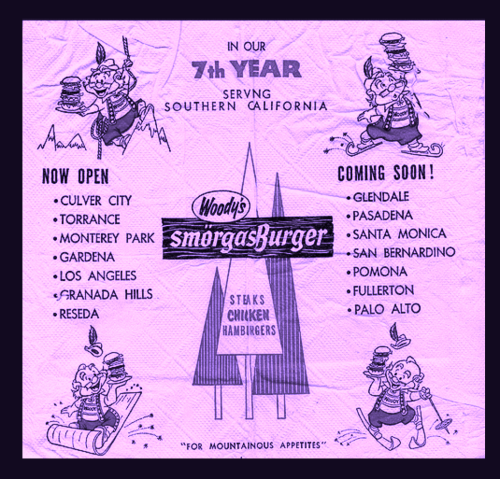 IN OUR
7th YEAR
SERVNG
SOUTHERN CALIFORNIA
NOW OPEN
• CULVER CITY
• TORRANCE
• MONTEREY PARK
• GARDENA
• LOS ANGELES
• GRANADA HILLS
• RESEDA
COMING SOON!
• GLENDALE
• PASADENA
• SANTA MONICA
• SAN BERNARDINO
• POMONA
• FULLERTON
• PALO ALTO
Woody's
smörgasBurger
STEAKS
CHICKEN
HAMBURGERS
"FOR MOUNTAINOUS APPETITES"